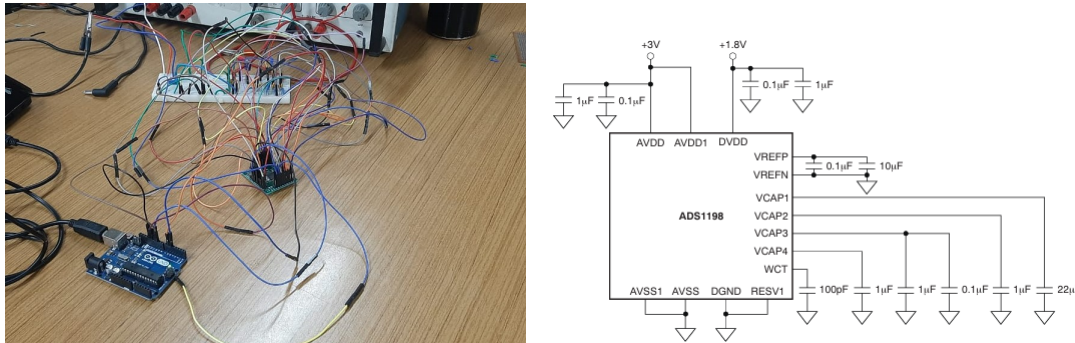 +3V
+1.8V
1μF
0.1μF
0.1μF
1μF
AVDD
AVDD1
DVDD
VREFP
0.1μF
10μF
VREFN
VCAP1
ADS1198
VCAP2
VCAP3
VCAP4
WCT
AVSS1
AVSS
DGND
RESV1
100pF
1μF
1μF
0.1μF
1μF
22μ